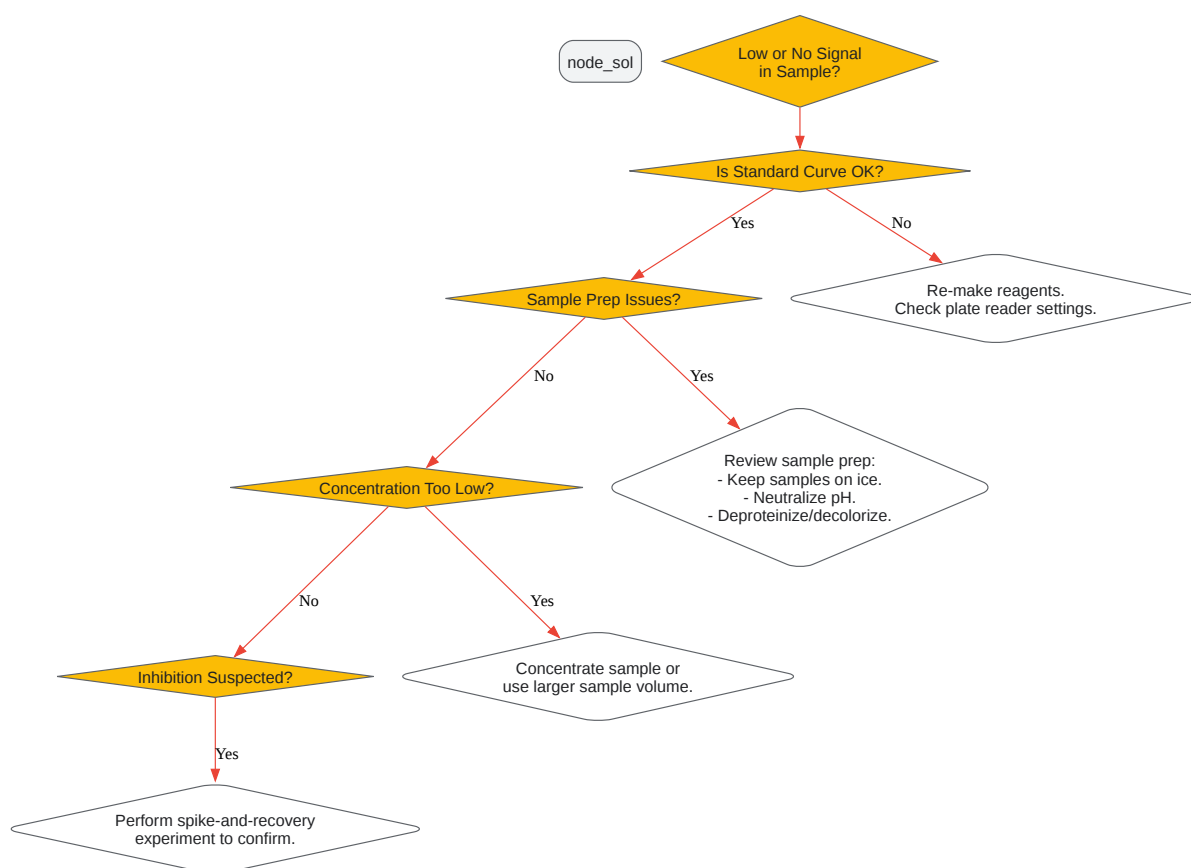 node_sol
Low or No Signal
in Sample?
Is Standard Curve OK?
Yes
No
Sample Prep Issues?
Re-make reagents.
Check plate reader settings.
No
Yes
Concentration Too Low?
Review sample prep:
- Keep samples on ice.
- Neutralize pH.
- Deproteinize/decolorize.
No
Yes
Inhibition Suspected?
Concentrate sample or
use larger sample volume.
Yes
Perform spike-and-recovery
experiment to confirm.